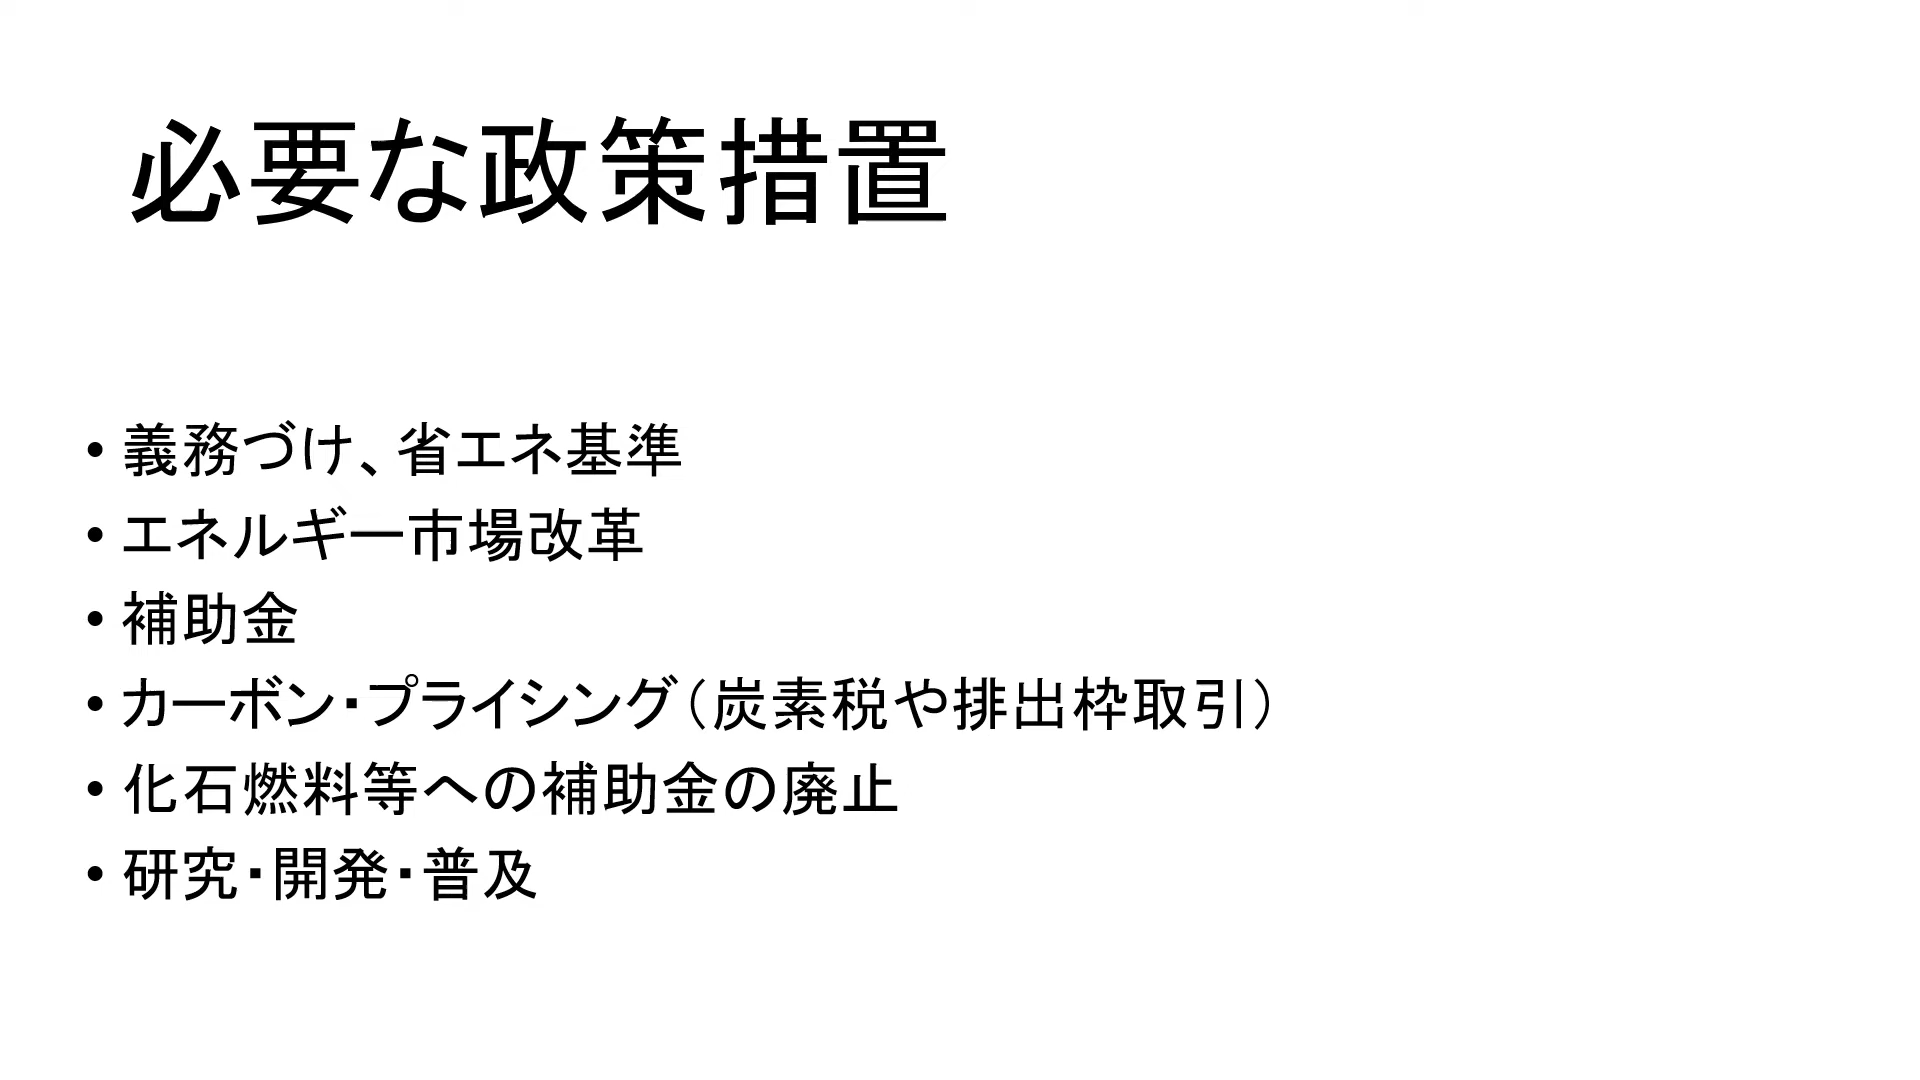 必要な政策措置
• 義務づけ、省エネ基準
• エネルギー市場改革
• 補助金
• カーボン・プライシング（炭素税や排出枠取引）
• 化石燃料等への補助金の廃止
• 研究・開発・普及